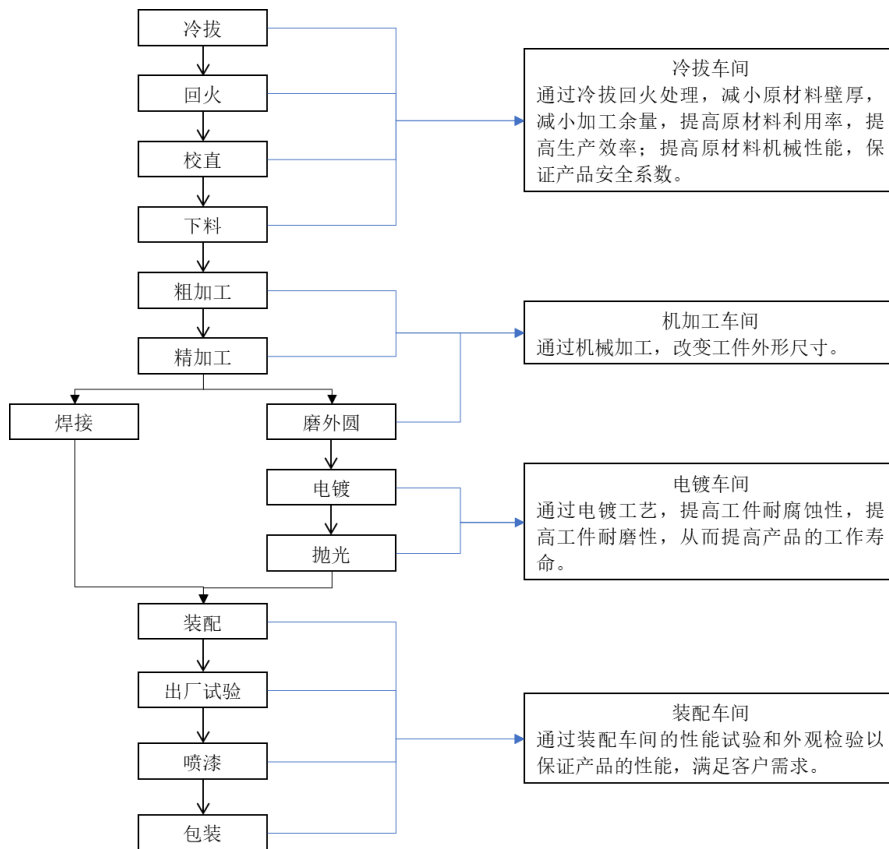 冷拔
回火
校直
下料
粗加工
精加工
焊接
磨外圆
电镀
抛光
装配
出厂试验
喷漆
包装
冷拔车间
通过冷拔回火处理，减小原材料壁厚，
减小加工余量，提高原材料利用率，提
高生产效率；提高原材料机械性能，保
证产品安全系数。
机加工车间
通过机械加工，改变工件外形尺寸。
电镀车间
通过电镀工艺，提高工件耐腐蚀性，提
高工件耐磨性，从而提高产品的工作寿
命。
装配车间
通过装配车间的性能试验和外观检验以
保证产品的性能，满足客户需求。